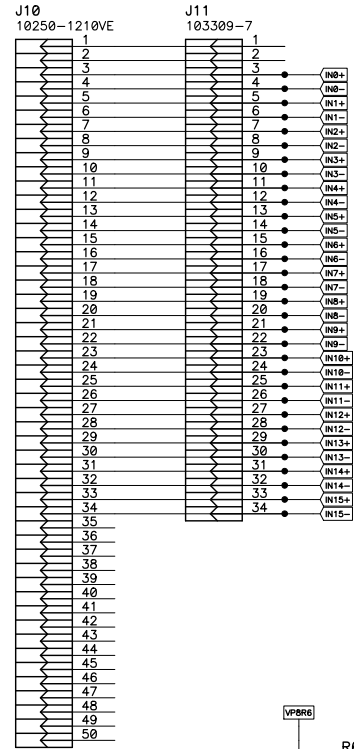 J10 J11
10250-1210VE 103309-7
1 1
2 2
3 3 IN0+
4 4 IN0-
5 5 IN1+
6 6 IN1-
7 7 IN2+
8 8 IN2-
9 9 IN3+
10 10 IN3-
11 11 IN4+
12 12 IN4-
13 13 IN5+
14 14 IN5-
15 15 IN6+
16 16 IN6-
17 17 IN7+
18 18 IN7-
19 19 IN8+
20 20 IN8-
21 21 IN9+
22 22 IN9-
23 23 IN10+
24 24 IN10-
25 25 IN11+
26 26 IN11-
27 27 IN12+
28 28 IN12-
29 29 IN13+
30 30 IN13-
31 31 IN14+
32 32 IN14-
33 33 IN15+
34 34 IN15-
35
36
37
38
39
40
41
42
43
44
45
46
47
48
49
50
VP8R6